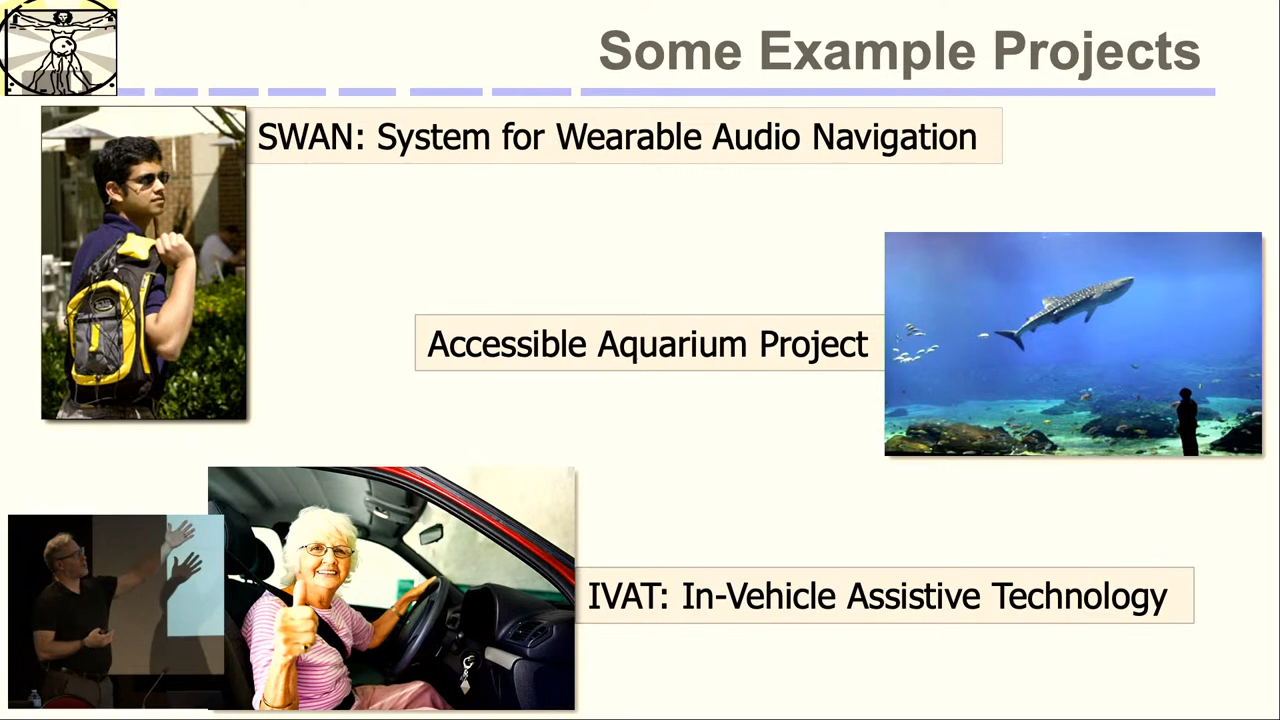 Some Example Projects
SWAN: System for Wearable Audio Navigation
Accessible Aquarium Project
IVAT: In-Vehicle Assistive Technology